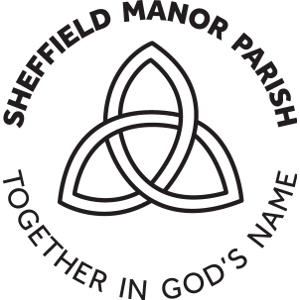 SHEFFIELD MANOR PARISH
TOGETHER IN GOD'S NAME